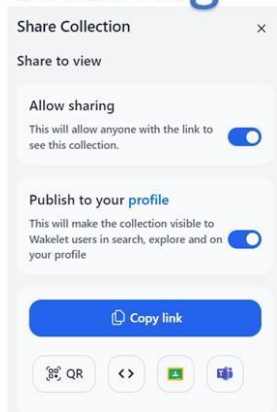 Share Collection
Share to view
Allow sharing
This will allow anyone with the link to
see this collection.
Publish to your profile
This will make the collection visible to
Wakelet users in search, explore and on
your profile
Copy link
QR